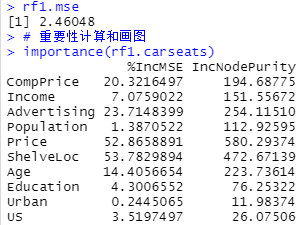 > rf1.mse
[1] 2.46048
> # 重要性计算和画图
> importance(rf1.carseats)
%IncMSE IncNodePurity
CompPrice 20.3216497 194.68775
Income 7.0759022 151.55672
Advertising 23.7148399 254.11510
Population 1.3870522 112.92595
Price 52.8658891 580.29374
ShelveLoc 53.7829894 472.67139
Age 14.4056654 223.73614
Education 4.3006552 76.25322
Urban 0.2445065 11.98374
US 3.5197497 26.07506